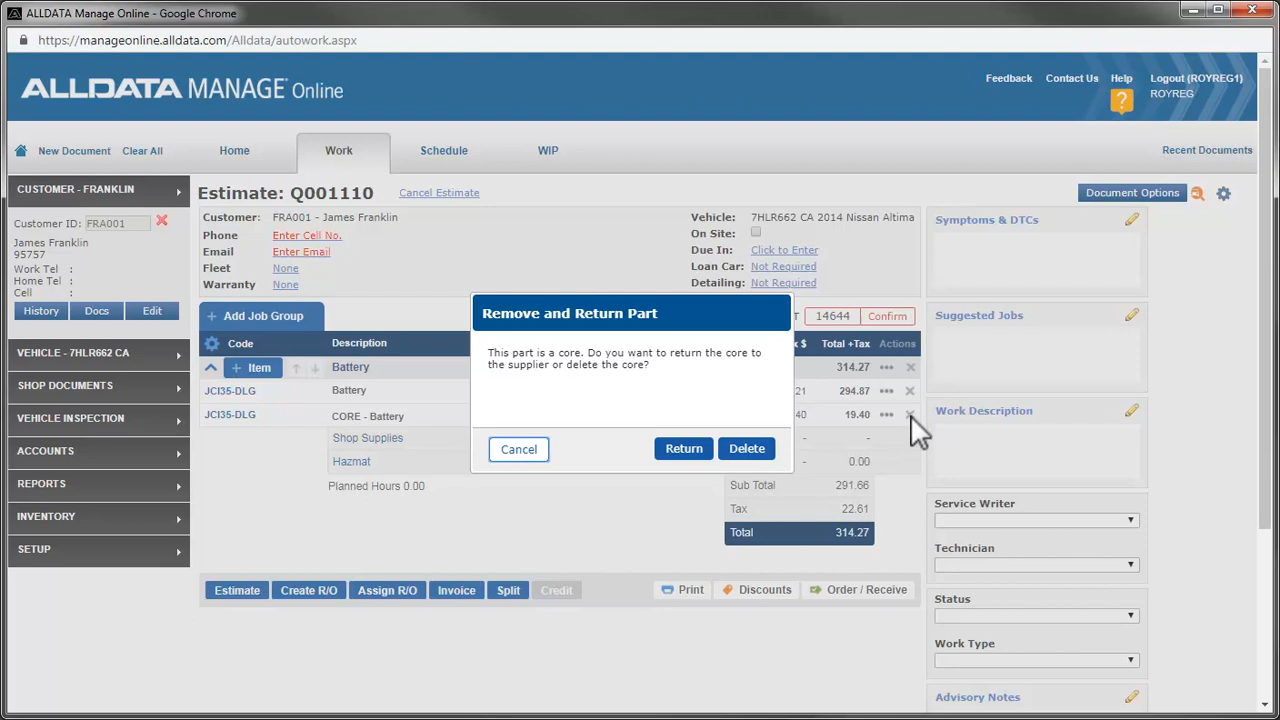 ALLDATA Manage Online - Google Chrome
https://manageonline.alldata.com/Alldata/autowork.aspx
ALLDATA MANAGE Online
Feedback Contact Us Help Logout (ROYREG1)
?
ROYREG
New Document Clear All Home Work Schedule WIP Recent Documents
CUSTOMER - FRANKLIN
Customer ID: FRA001
James Franklin
95757
Work Tel :
Home Tel :
Cell :
History Docs Edit
VEHICLE - 7HLR662 CA
SHOP DOCUMENTS
VEHICLE INSPECTION
ACCOUNTS
REPORTS
INVENTORY
SETUP
Estimate: Q001110 Cancel Estimate Document Options
Customer: FRA001 - James Franklin
Phone Enter Cell No.
Email Enter Email
Fleet None
Warranty None
Vehicle: 7HLR662 CA 2014 Nissan Altima
On Site:
Due In: Click to Enter
Loan Car: Not Required
Detailing: Not Required
+ Add Job Group T 14644 Confirm
Code Description x $ Total +Tax Actions
+ Item Battery 314.27
JCI35-DLG Battery 21 294.87
JCI35-DLG CORE - Battery 40 19.40
Shop Supplies - -
Hazmat - 0.00
Planned Hours 0.00
Sub Total 291.66
Tax 22.61
Total 314.27
Remove and Return Part
This part is a core. Do you want to return the core to
the supplier or delete the core?
Cancel Return Delete
Estimate Create R/O Assign R/O Invoice Split Credit Print Discounts Order / Receive
Symptoms & DTCs
Suggested Jobs
Work Description
Service Writer
Technician
Status
Work Type
Advisory Notes